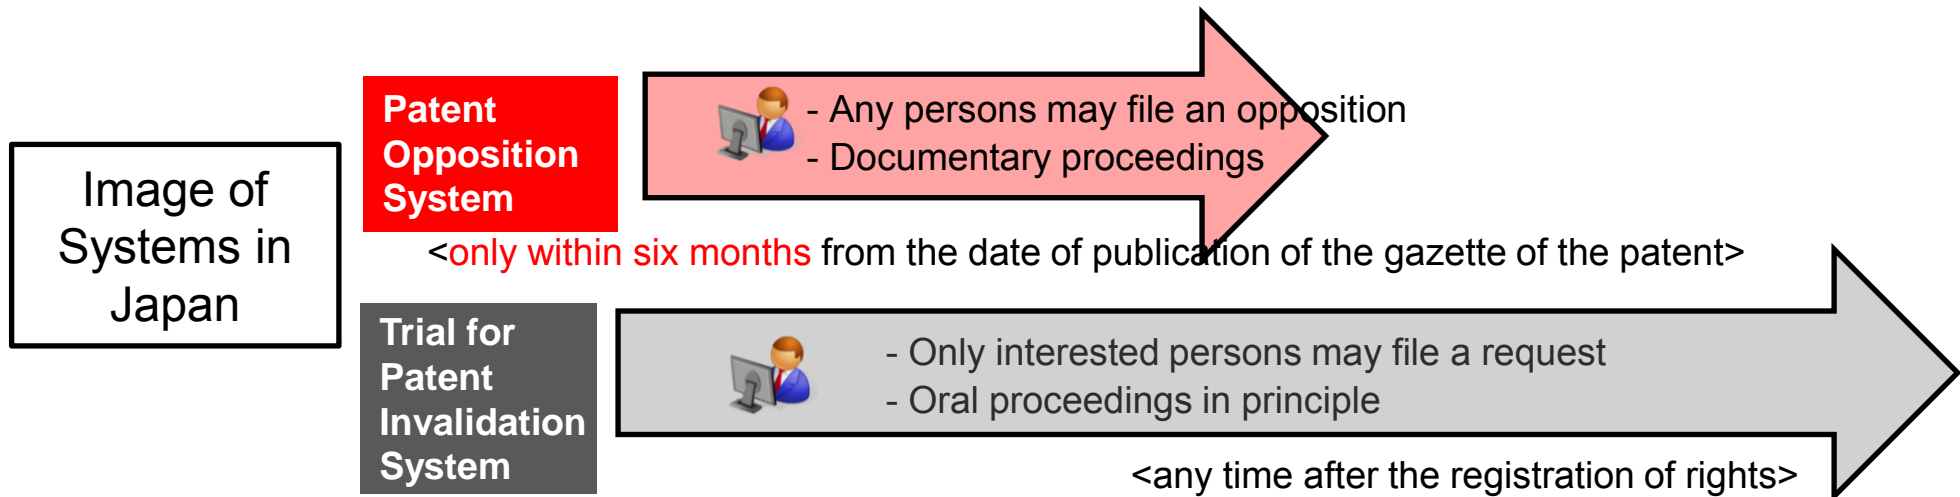 Image of
Systems in
Japan
Patent
Opposition
System
- Any persons may file an opposition
- Documentary proceedings
<only within six months from the date of publication of the gazette of the patent>
Trial for
Patent
Invalidation
System
- Only interested persons may file a request
- Oral proceedings in principle
<any time after the registration of rights>